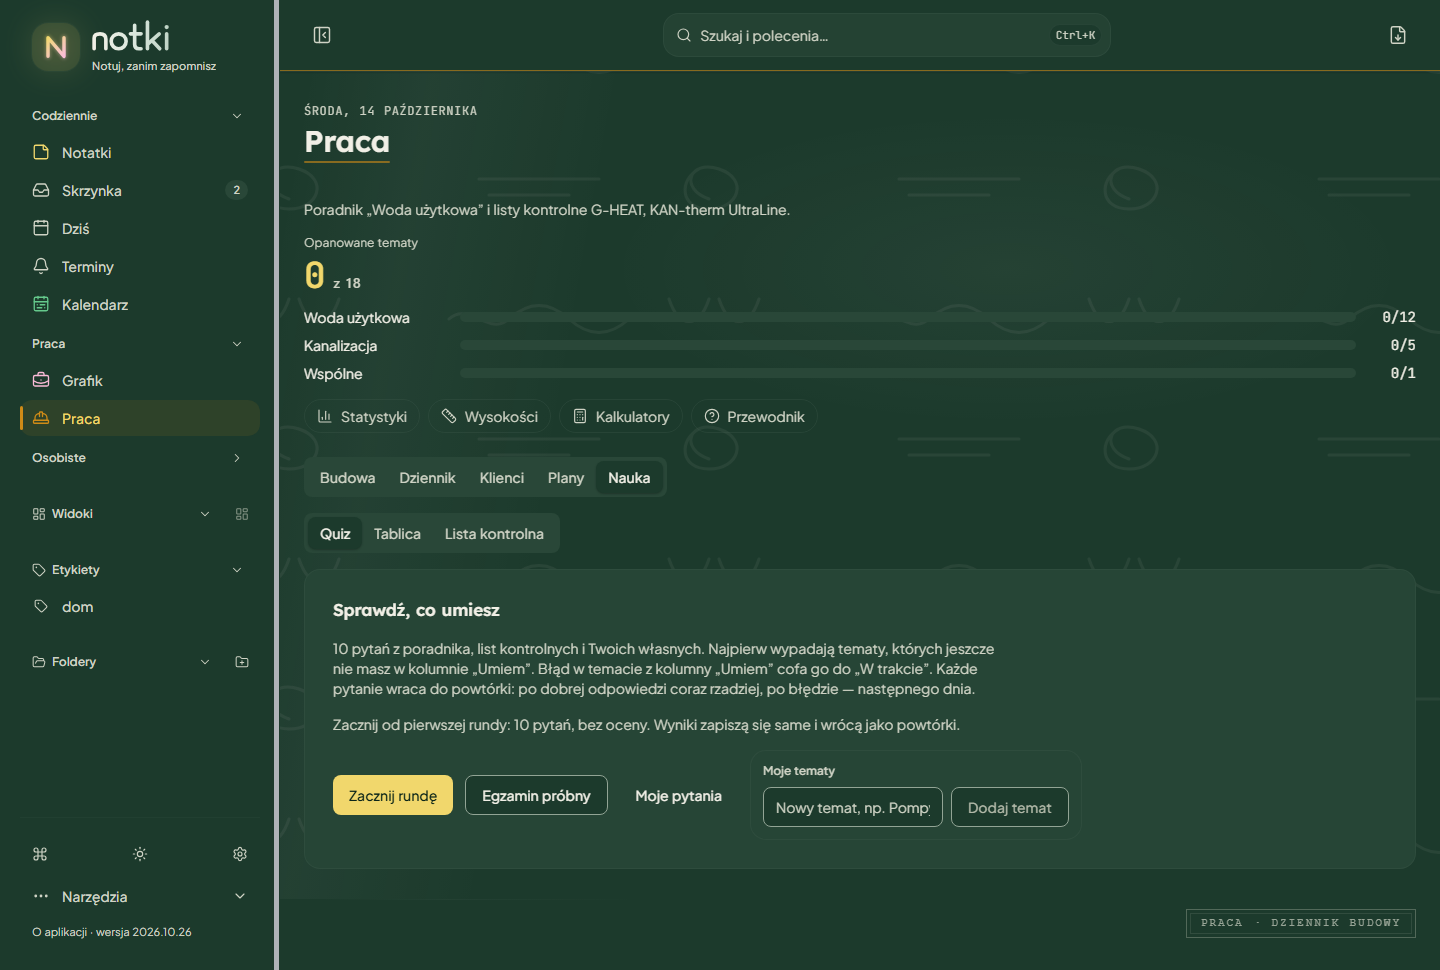 N notki
Notuj, zanim zapomnisz
Codziennie
Notatki
Skrzynka 2
Dziś
Terminy
Kalendarz
Praca
Grafik
Praca
Osobiste
Widoki
Etykiety
dom
Foldery
Narzędzia
O aplikacji · wersja 2026.10.26
Szukaj i polecenia... Ctrl+K
ŚRODA, 14 PAŹDZIERNIKA
Praca
Poradnik „Woda użytkowa” i listy kontrolne G-HEAT, KAN-therm UltraLine.
Opanowane tematy
0 z 18
Woda użytkowa 0/12
Kanalizacja 0/5
Wspólne 0/1
Statystyki Wysokości Kalkulatory Przewodnik
Budowa Dziennik Klienci Plany Nauka
Quiz Tablica Lista kontrolna
Sprawdź, co umiesz
10 pytań z poradnika, list kontrolnych i Twoich własnych. Najpierw wypadają tematy, których jeszcze
nie masz w kolumnie „Umiem”. Błąd w temacie z kolumny „Umiem” cofa go do „W trakcie”. Każde
pytanie wraca do powtórki: po dobrej odpowiedzi coraz rzadziej, po błędzie — następnego dnia.
Zacznij od pierwszej rundy: 10 pytań, bez oceny. Wyniki zapiszą się same i wrócą jako powtórki.
Moje tematy
Zacznij rundę Egzamin próbny Moje pytania Nowy temat, np. Pompy Dodaj temat
PRACA · DZIENNIK BUDOWY